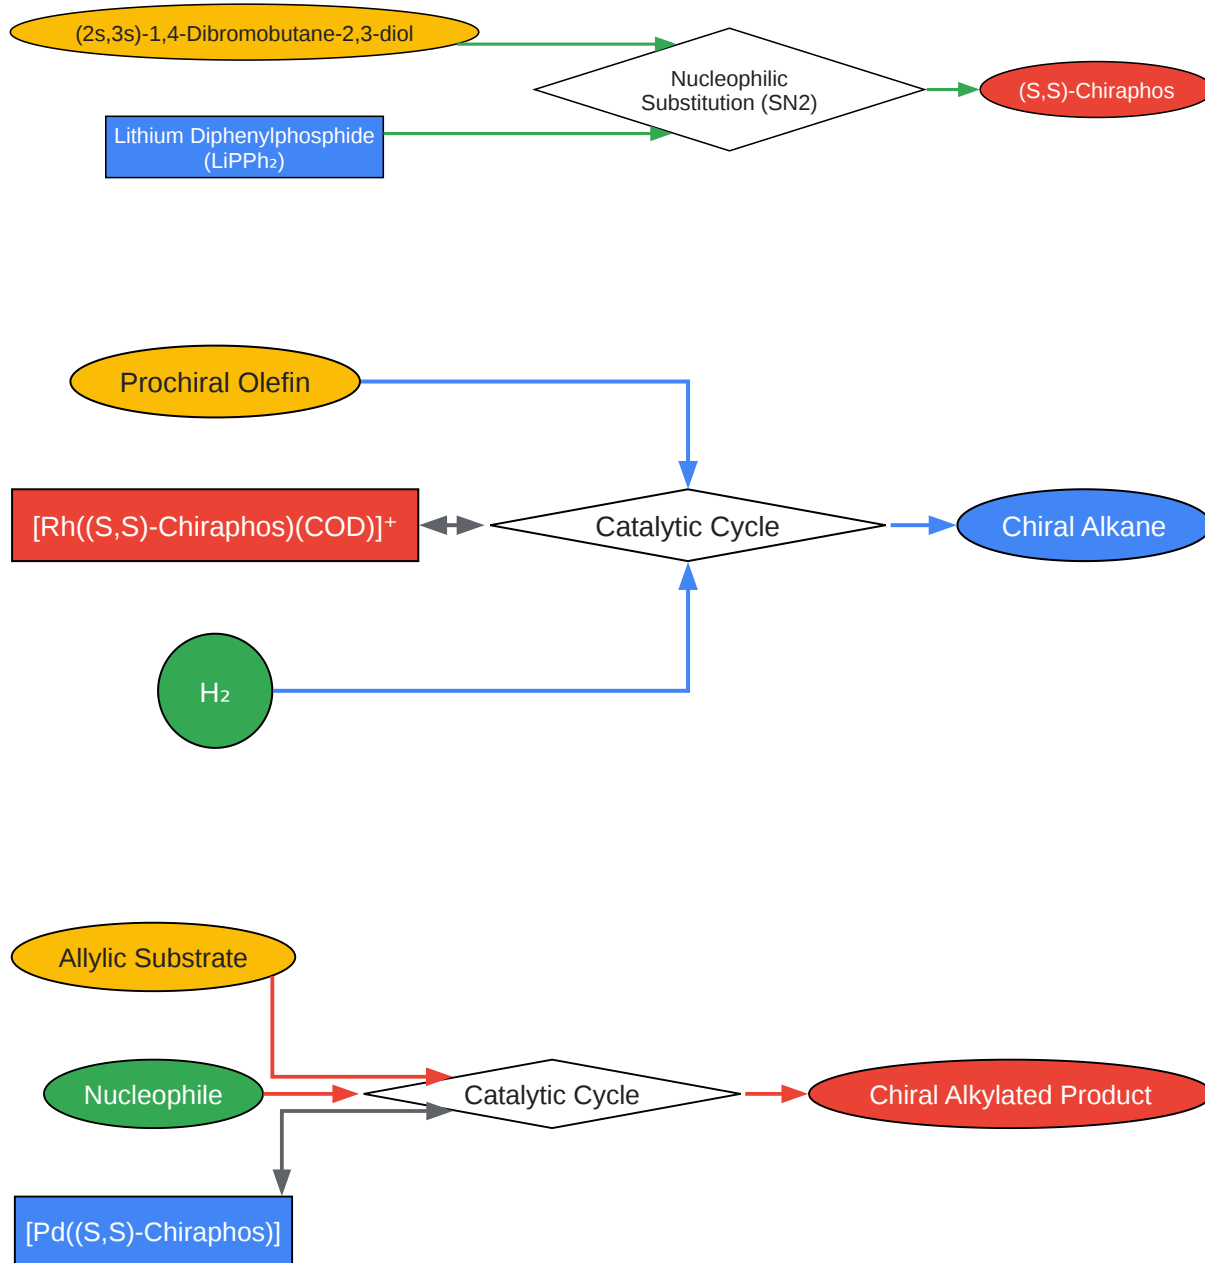 (2s,3s)-1,4-Dibromobutane-2,3-diol
Nucleophilic
Substitution (SN2)
(S,S)-Chiraphos
Lithium Diphenylphosphide
(LiPPh₂)
Prochiral Olefin
[Rh((S,S)-Chiraphos)(COD)]⁺
Catalytic Cycle
Chiral Alkane
H₂
Allylic Substrate
Nucleophile
Catalytic Cycle
Chiral Alkylated Product
[Pd((S,S)-Chiraphos)]